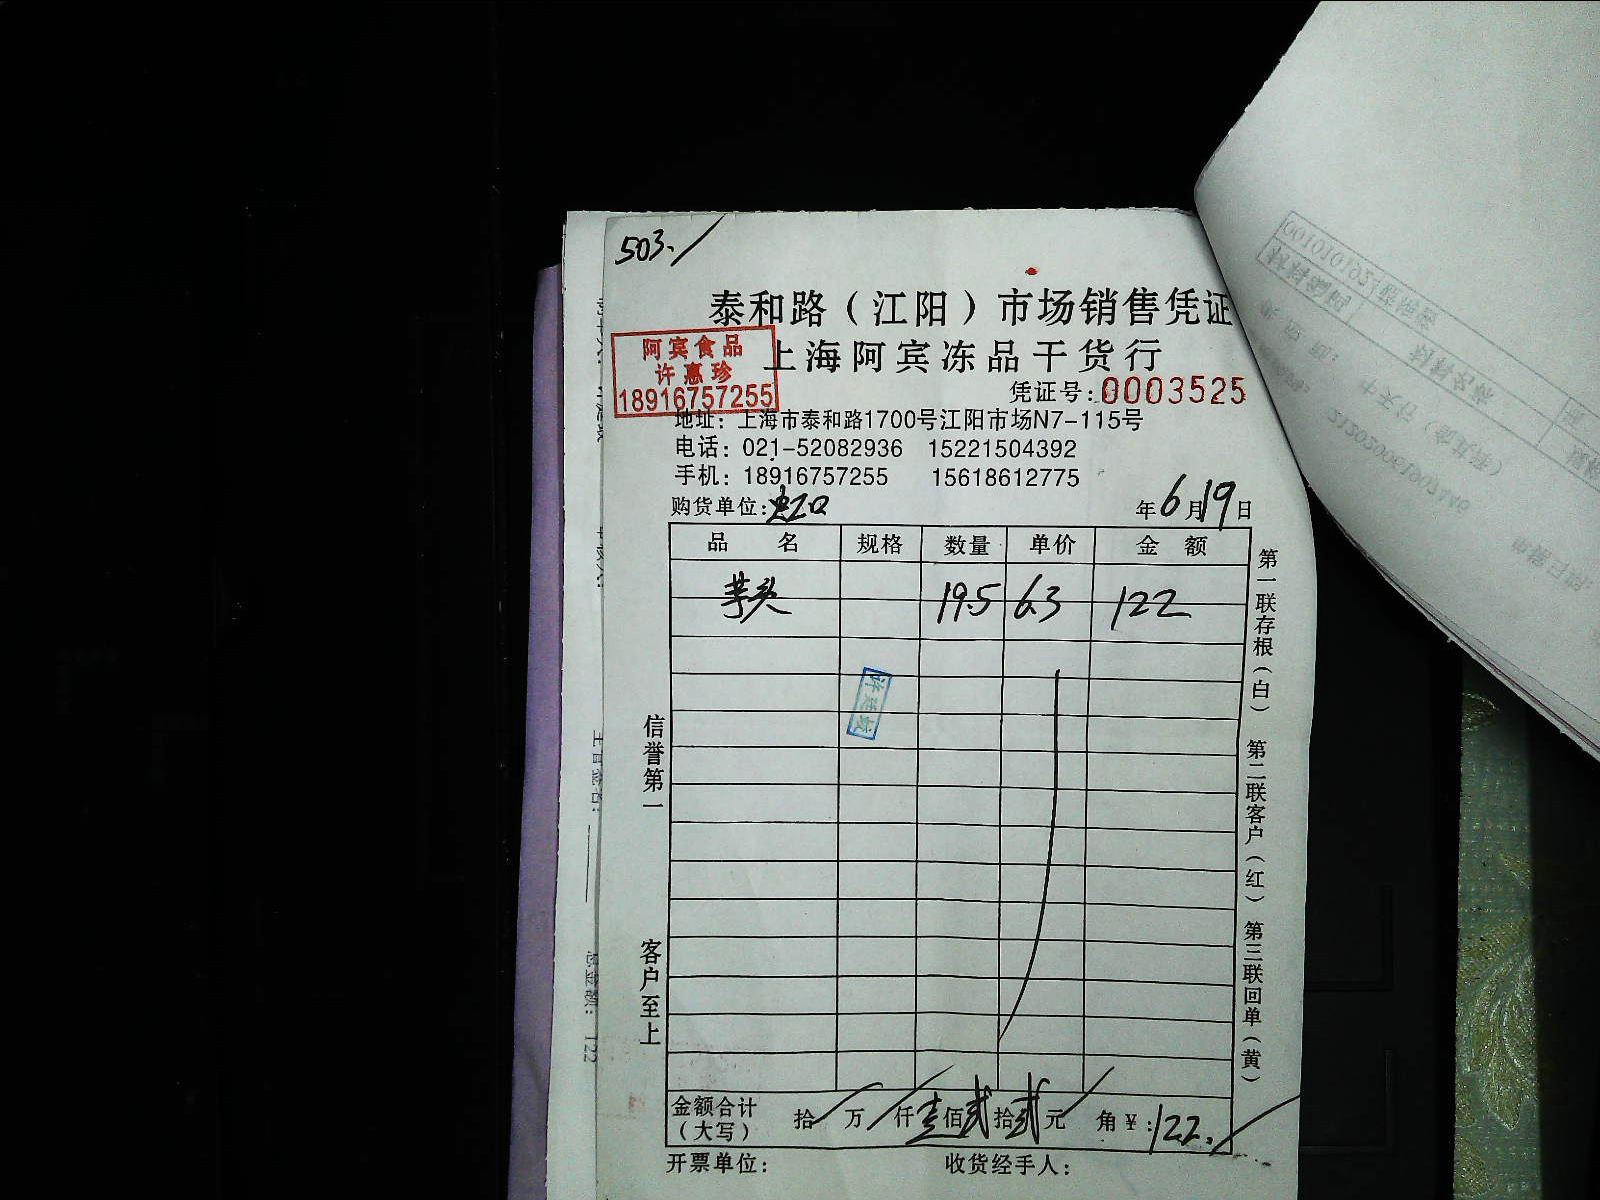 503.
泰和路（江阳）市场销售凭证
阿宾食品
许惠珍
18916757255
上海阿宾冻品干货行
凭证号:0003525
地址：上海市泰和路1700号江阳市场N7-115号
电话：021-52082936 15221504392
手机：18916757255 15618612775
购货单位: 年6月19日
品 名 规格 数量 单价 金 额
芋头 19.5 6.3 122
信誉第一 客户至上
第一联存根（白） 第二联客户（红） 第三联回单（黄）
金额合计（大写） 拾 万 仟壹佰贰拾贰元 角￥:122.
开票单位： 收货经手人：
122